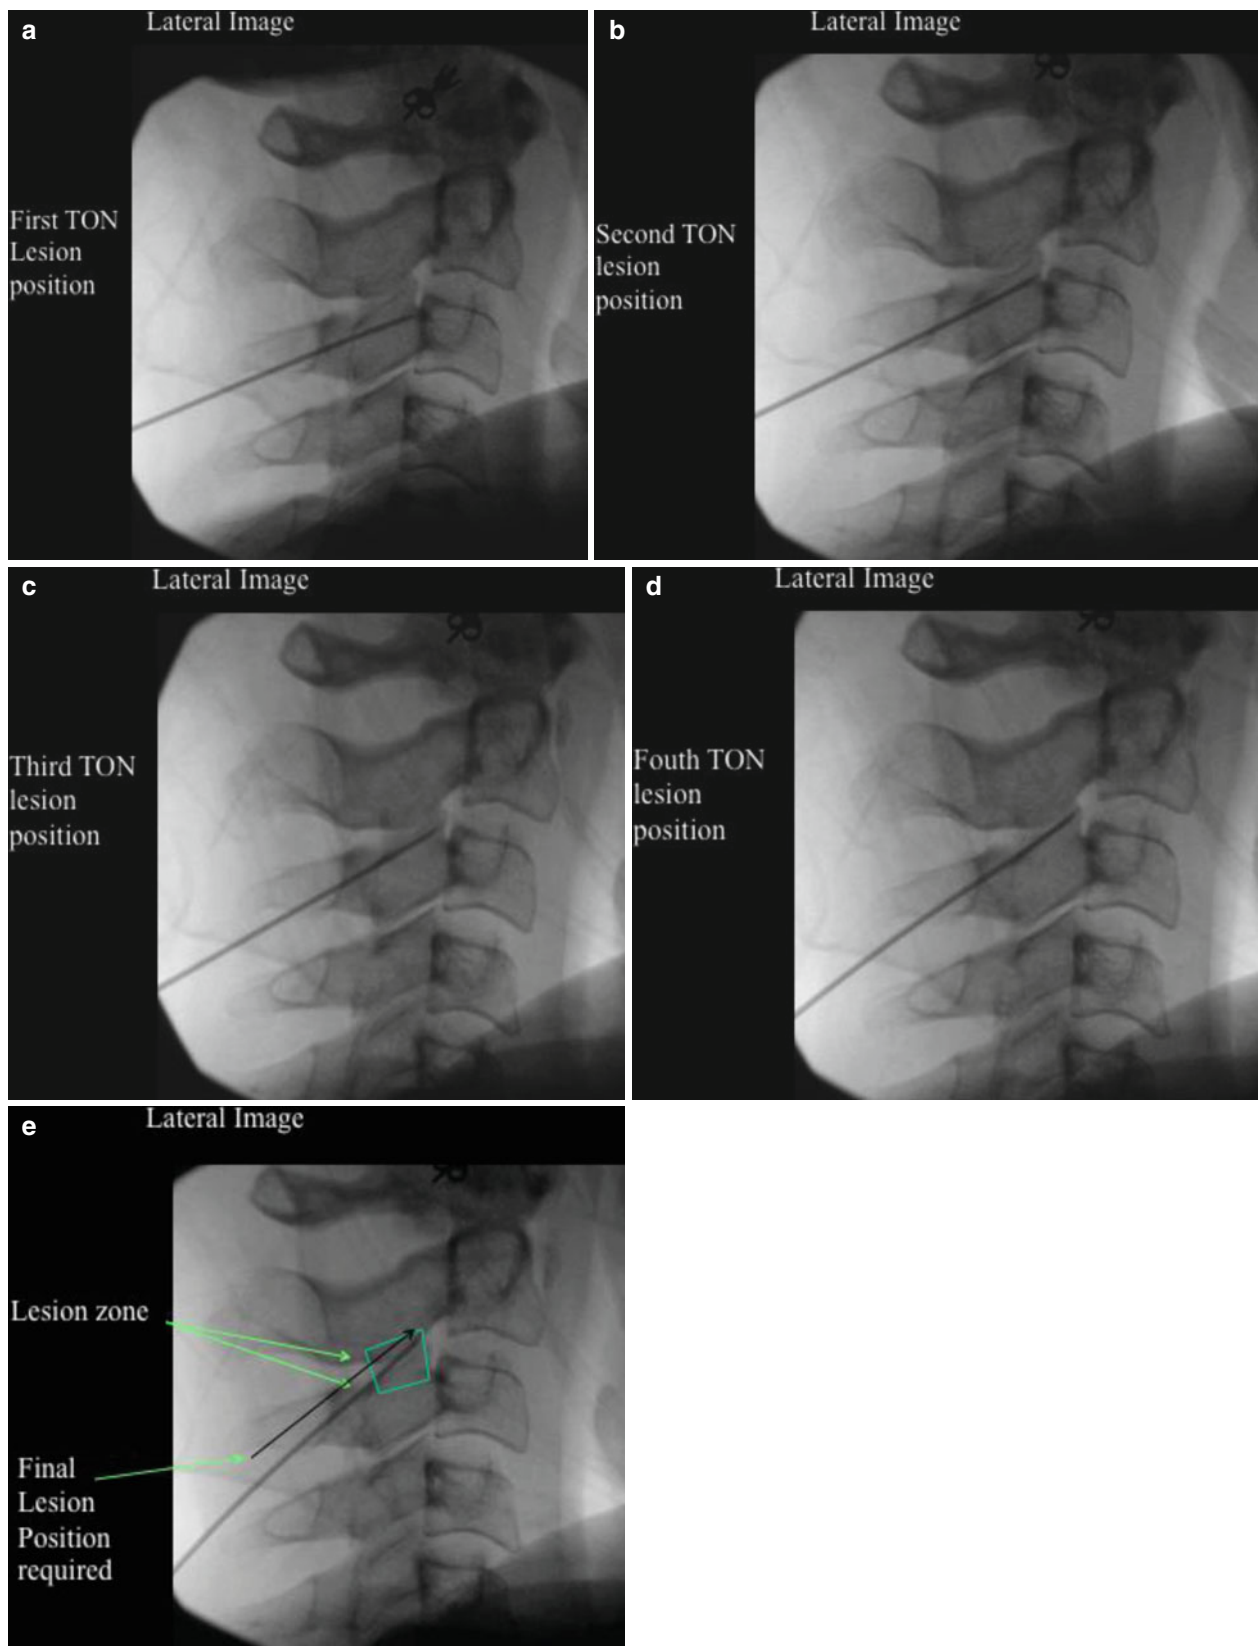 a
Lateral Image
First TON
Lesion
position
b
Lateral Image
Second TON
lesion
position
c
Lateral Image
Third TON
lesion
position
d
Lateral Image
Fouth TON
lesion
position
e
Lateral Image
Lesion zone
Final
Lesion
Position
required